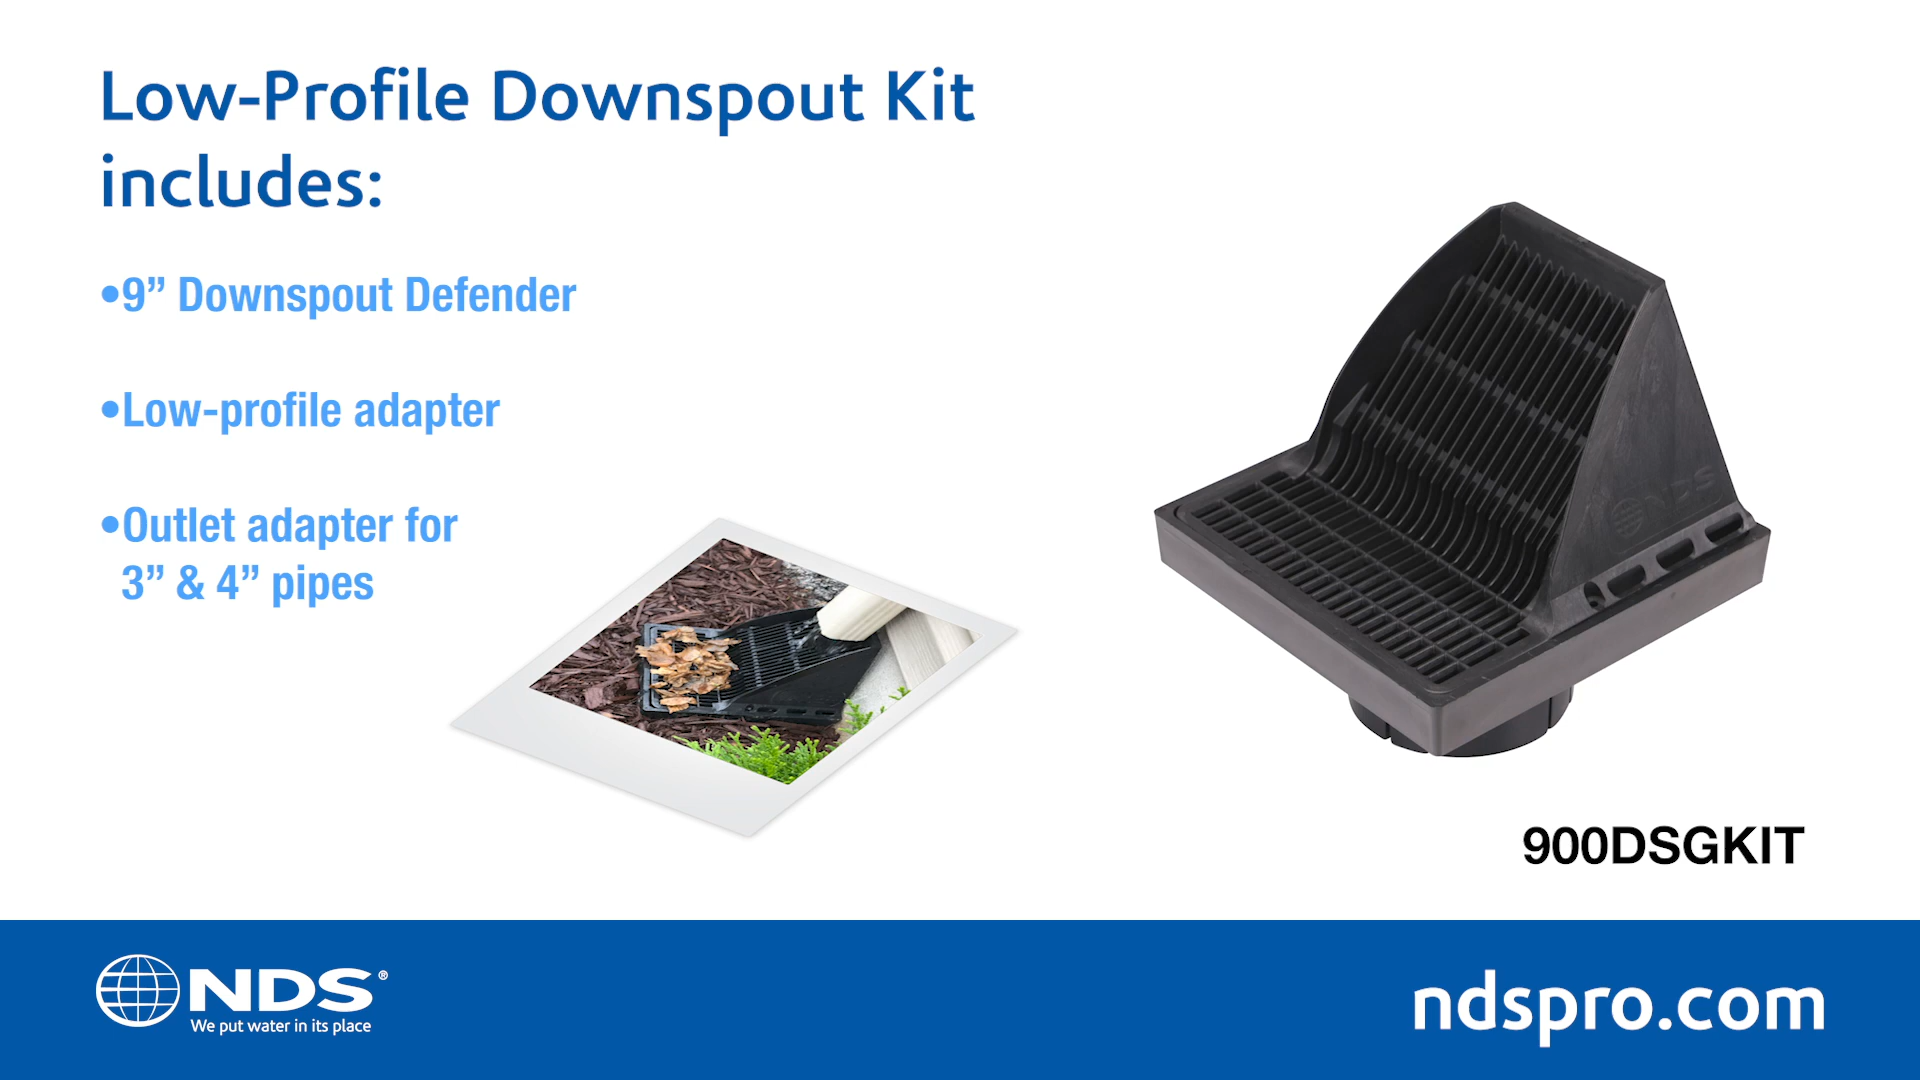 Low-Profile Downspout Kit
includes:
•9” Downspout Defender
•Low-profile adapter
•Outlet adapter for
3” & 4” pipes
NDS
900DSGKIT
NDS®
We put water in its place
ndspro.com